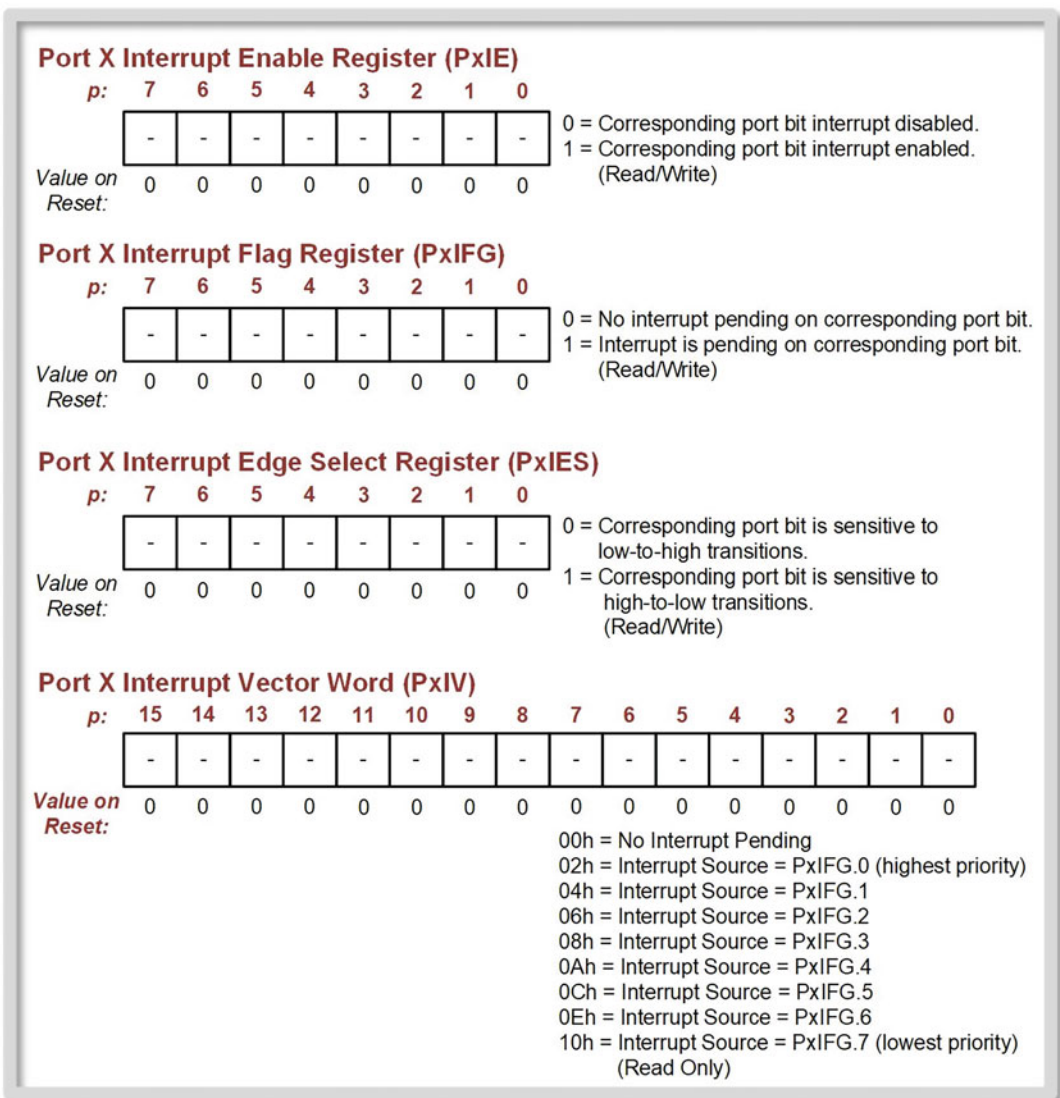 Port X Interrupt Enable Register (PxIE)
p: 7 6 5 4 3 2 1 0
- - - - - - - -
0 = Corresponding port bit interrupt disabled.
1 = Corresponding port bit interrupt enabled.
(Read/Write)
Value on Reset: 0 0 0 0 0 0 0 0
Port X Interrupt Flag Register (PxIFG)
p: 7 6 5 4 3 2 1 0
- - - - - - - -
0 = No interrupt pending on corresponding port bit.
1 = Interrupt is pending on corresponding port bit.
(Read/Write)
Value on Reset: 0 0 0 0 0 0 0 0
Port X Interrupt Edge Select Register (PxIES)
p: 7 6 5 4 3 2 1 0
- - - - - - - -
0 = Corresponding port bit is sensitive to
low-to-high transitions.
1 = Corresponding port bit is sensitive to
high-to-low transitions.
(Read/Write)
Value on Reset: 0 0 0 0 0 0 0 0
Port X Interrupt Vector Word (PxIV)
p: 15 14 13 12 11 10 9 8 7 6 5 4 3 2 1 0
- - - - - - - - - - - - - - - -
Value on Reset: 0 0 0 0 0 0 0 0 0 0 0 0 0 0 0 0
00h = No Interrupt Pending
02h = Interrupt Source = PxIFG.0 (highest priority)
04h = Interrupt Source = PxIFG.1
06h = Interrupt Source = PxIFG.2
08h = Interrupt Source = PxIFG.3
0Ah = Interrupt Source = PxIFG.4
0Ch = Interrupt Source = PxIFG.5
0Eh = Interrupt Source = PxIFG.6
10h = Interrupt Source = PxIFG.7 (lowest priority)
(Read Only)